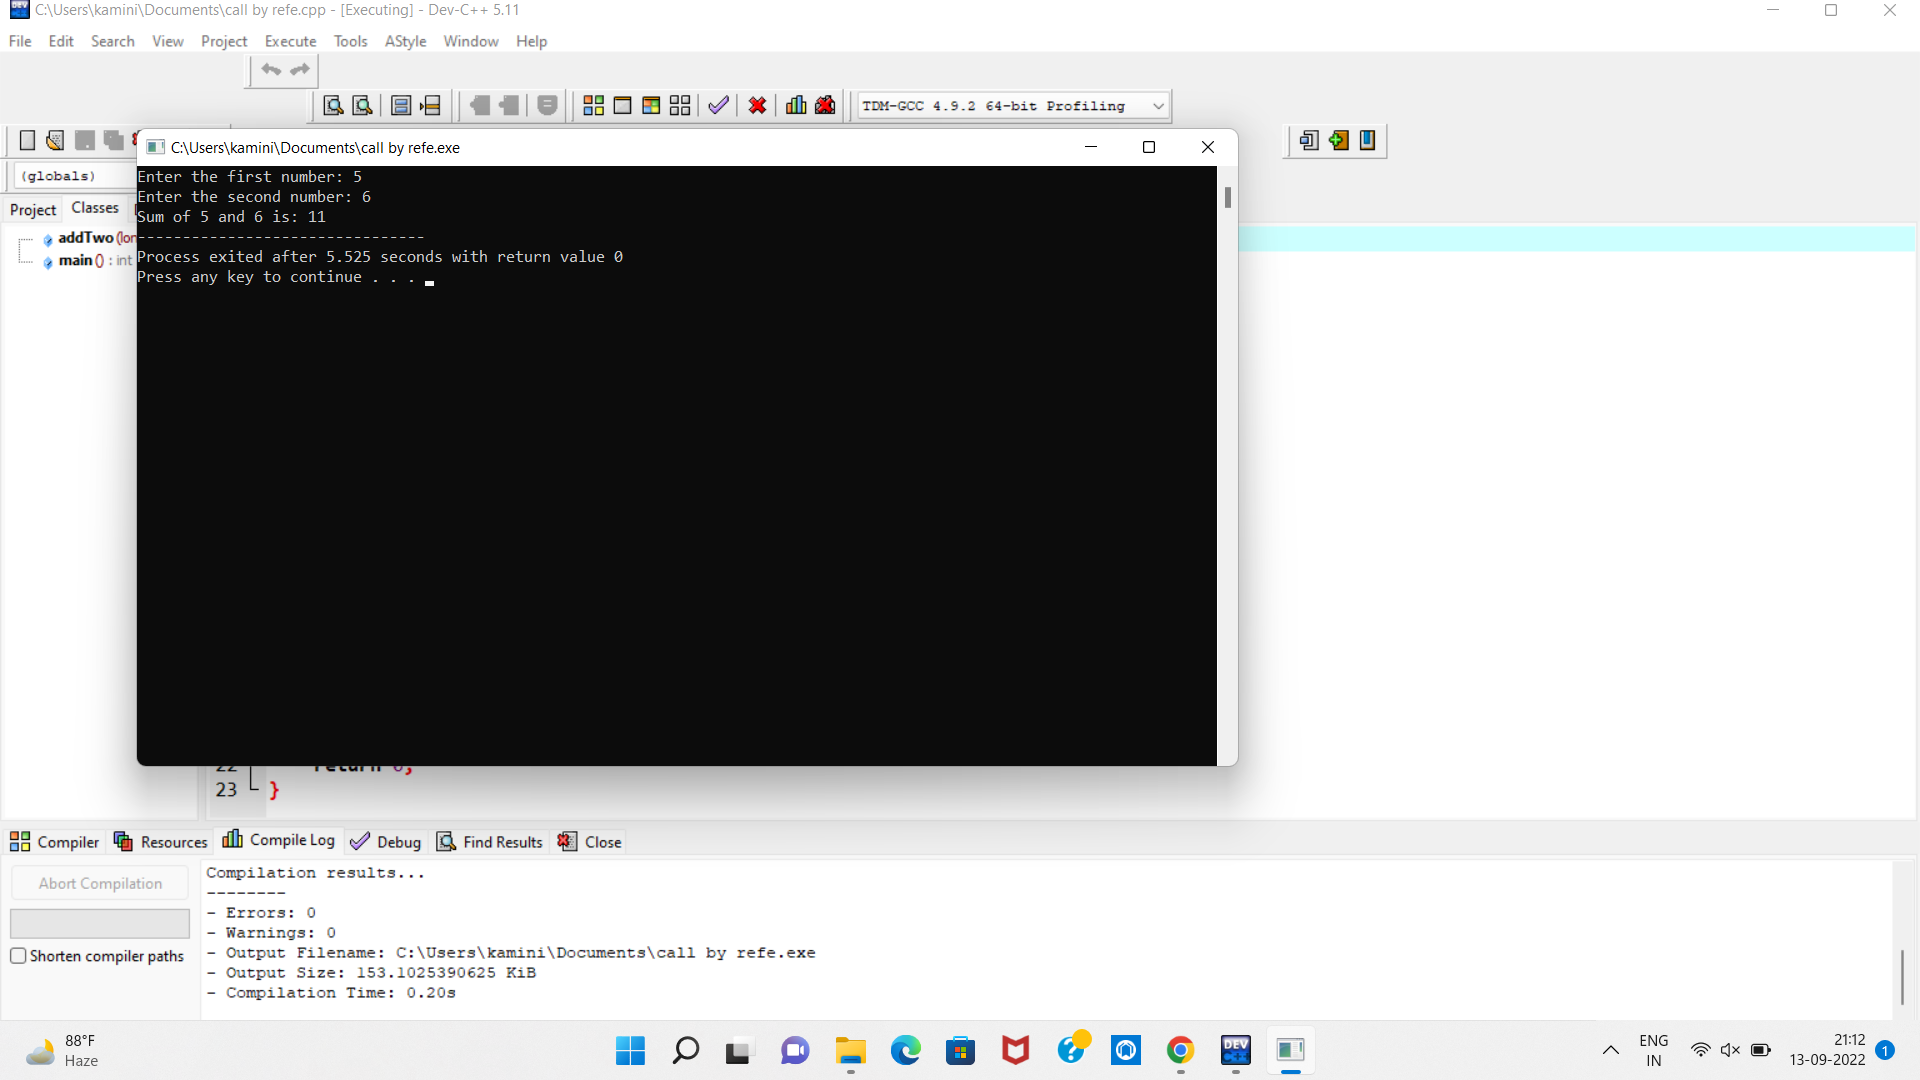 C:\Users\kamini\Documents\call by refe.cpp - [Executing] - Dev-C++ 5.11
File Edit Search View Project Execute Tools AStyle Window Help
TDM-GCC 4.9.2 64-bit Profiling
C:\Users\kamini\Documents\call by refe.exe
(globals)
Project Classes
addTwo (lon
main () : int
Enter the first number: 5
Enter the second number: 6
Sum of 5 and 6 is: 11
--------------------------------
Process exited after 5.525 seconds with return value 0
Press any key to continue . . .
22
23 }
Compiler Resources Compile Log Debug Find Results Close
Abort Compilation
Shorten compiler paths
Compilation results...
--------
- Errors: 0
- Warnings: 0
- Output Filename: C:\Users\kamini\Documents\call by refe.exe
- Output Size: 153.1025390625 KiB
- Compilation Time: 0.20s
88°F
Haze
DEV
C++
ENG
IN
21:12
13-09-2022
1